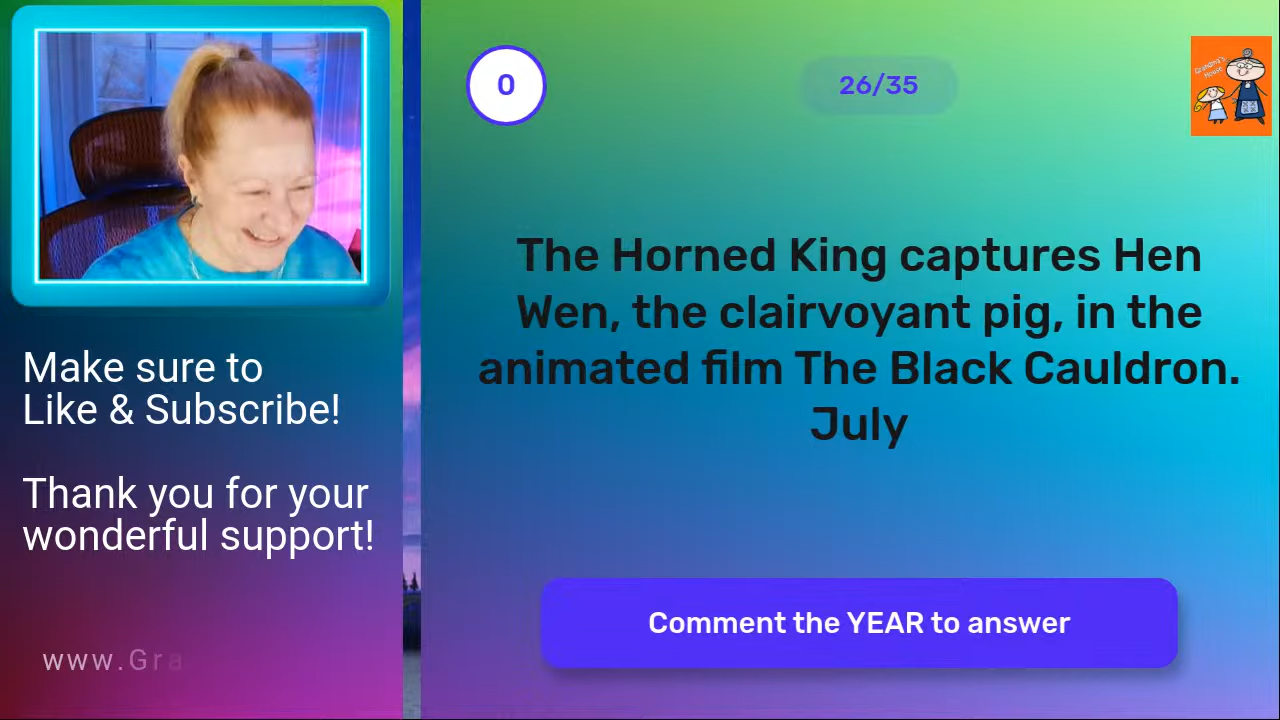 0
26/35
Grandma's
House
The Horned King captures Hen
Wen, the clairvoyant pig, in the
animated film The Black Cauldron.
July
Comment the YEAR to answer
Make sure to
Like & Subscribe!
Thank you for your
wonderful support!
www.Gra